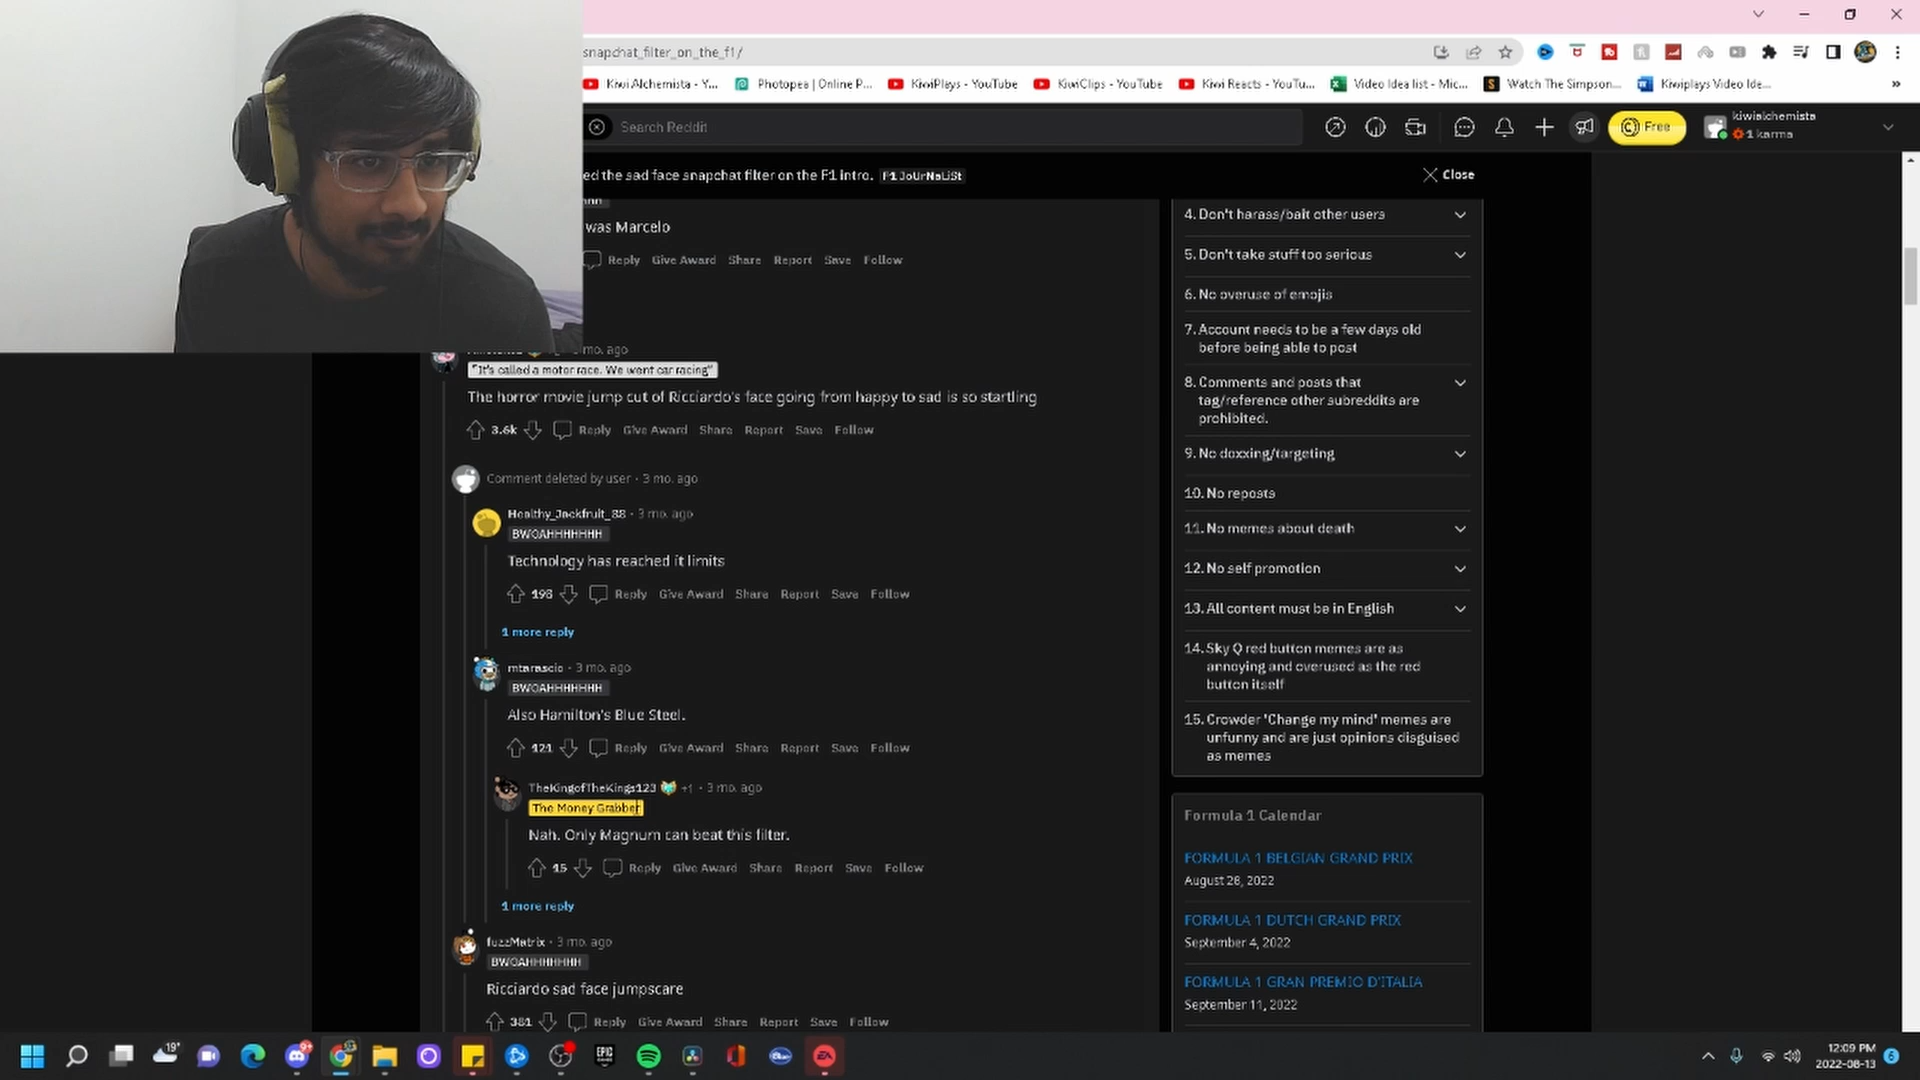 snapchat_filter_on_the_f1/
Kiwi Alchemista - Y...
Photopea | Online P...
KiwiPlays - YouTube
KiwiClips - YouTube
Kiwi Reacts - YouTu...
Video Idea list - Mic...
Watch The Simpson...
Kiwiplays Video Ide...
»
Search Reddit
Free
kiwialchemista
1 karma
ed the sad face snapchat filter on the F1 intro. F1 JoUrNaLiSt
Close
was Marcelo
Reply Give Award Share Report Save Follow
mo. ago
"It's called a motor race. We went car racing"
The horror movie jump cut of Ricciardo's face going from happy to sad is so startling
3.6k Reply Give Award Share Report Save Follow
Comment deleted by user · 3 mo. ago
Healthy_Jackfruit_88 · 3 mo. ago
BWOAHHHHHHH
Technology has reached it limits
198 Reply Give Award Share Report Save Follow
1 more reply
mtarascio · 3 mo. ago
BWOAHHHHHHH
Also Hamilton's Blue Steel.
121 Reply Give Award Share Report Save Follow
TheKingofTheKings123 +1 · 3 mo. ago
The Money Grabber
Nah. Only Magnum can beat this filter.
15 Reply Give Award Share Report Save Follow
1 more reply
fuzzMatrix · 3 mo. ago
BWOAHHHHHHH
Ricciardo sad face jumpscare
381 Reply Give Award Share Report Save Follow
4. Don't harass/bait other users
5. Don't take stuff too serious
6. No overuse of emojis
7. Account needs to be a few days old
before being able to post
8. Comments and posts that
tag/reference other subreddits are
prohibited.
9. No doxxing/targeting
10. No reposts
11. No memes about death
12. No self promotion
13. All content must be in English
14. Sky Q red button memes are as
annoying and overused as the red
button itself
15. Crowder 'Change my mind' memes are
unfunny and are just opinions disguised
as memes
Formula 1 Calendar
FORMULA 1 BELGIAN GRAND PRIX
August 28, 2022
FORMULA 1 DUTCH GRAND PRIX
September 4, 2022
FORMULA 1 GRAN PREMIO D'ITALIA
September 11, 2022
19°
9+
EPIC
EA
12:09 PM
2022-08-13
6